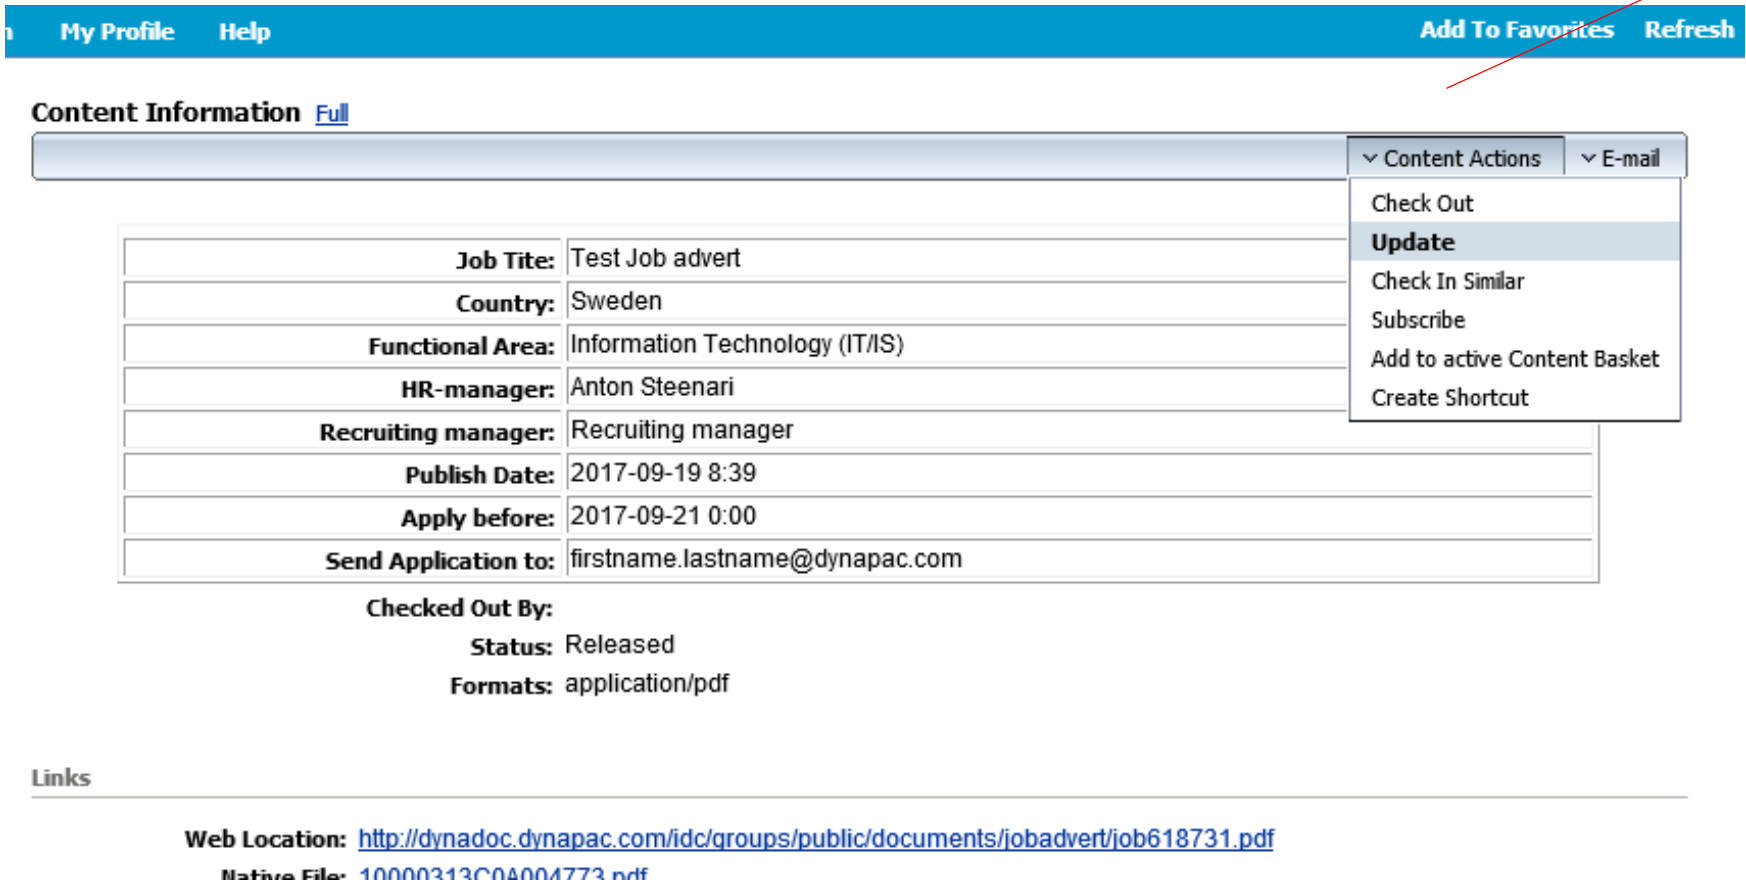 My Profile Help Add To Favorites Refresh
Content Information Full
Content Actions E-mail
Check Out
Update
Check In Similar
Subscribe
Add to active Content Basket
Create Shortcut
Job Tite: Test Job advert
Country: Sweden
Functional Area: Information Technology (IT/IS)
HR-manager: Anton Steenari
Recruiting manager: Recruiting manager
Publish Date: 2017-09-19 8:39
Apply before: 2017-09-21 0:00
Send Application to: firstname.lastname@dynapac.com
Checked Out By:
Status: Released
Formats: application/pdf
Links
Web Location: http://dynadoc.dynapac.com/idc/groups/public/documents/jobadvert/job618731.pdf
Native File: 10000313C0A004773.pdf